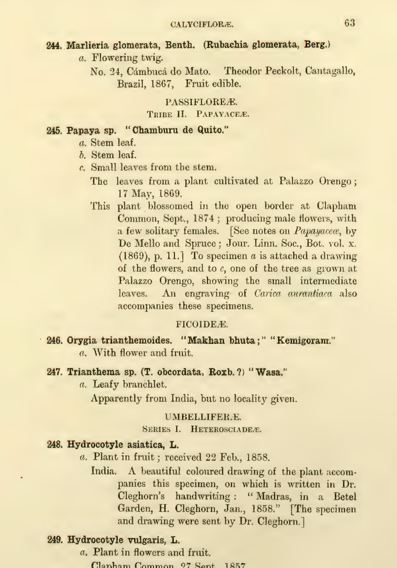 CALYCIFLORÆ. 63
244. Marlieria glomerata, Benth. (Rubachia glomerata, Berg.)
a. Flowering twig.
No. 24, Cámbucá do Mato. Theodor Peckolt, Cantagallo,
Brazil, 1867, Fruit edible.
PASSIFLOREÆ.
TRIBE II. PAPAYACEÆ.
245. Papaya sp. "Chamburu de Quito."
a. Stem leaf.
b. Stem leaf.
c. Small leaves from the stem.
The leaves from a plant cultivated at Palazzo Orengo;
17 May, 1869.
This plant blossomed in the open border at Clapham
Common, Sept., 1874; producing male flowers, with
a few solitary females. [See notes on Papayaceæ, by
De Mello and Spruce; Jour. Linn. Soc., Bot. vol. x.
(1869), p. 11.] To specimen a is attached a drawing
of the flowers, and to c, one of the tree as grown at
Palazzo Orengo, showing the small intermediate
leaves. An engraving of Carica aurantiaca also
accompanies these specimens.
FICOIDEÆ.
246. Orygia trianthemoides. "Makhan bhuta;" "Kemigoram."
a. With flower and fruit.
247. Trianthema sp. (T. obcordata, Roxb.?) "Wasa."
a. Leafy branchlet.
Apparently from India, but no locality given.
UMBELLIFERÆ.
SERIES I. HETEROSCIADEÆ.
248. Hydrocotyle asiatica, L.
a. Plant in fruit; received 22 Feb., 1858.
India. A beautiful coloured drawing of the plant accom-
panies this specimen, on which is written in Dr.
Cleghorn's handwriting: "Madras, in a Betel
Garden, H. Cleghorn, Jan., 1858." [The specimen
and drawing were sent by Dr. Cleghorn.]
249. Hydrocotyle vulgaris, L.
a. Plant in flowers and fruit.
Clapham Common, 27 Sept., 1857.